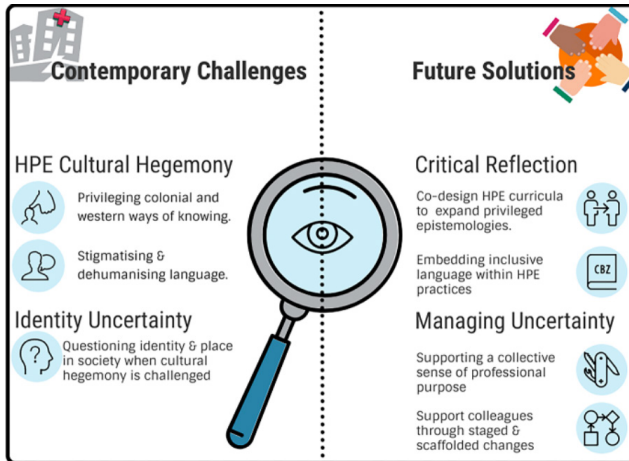 Contemporary Challenges
HPE Cultural Hegemony
Privileging colonial and
western ways of knowing.
Stigmatising &
dehumanising language.
Identity Uncertainty
Questioning identity & place
in society when cultural
hegemony is challenged
?
Future Solutions
Critical Reflection
Co-design HPE curricula
to expand privileged
epistemologies.
Embedding inclusive
language within HPE
practices
CBZ
Managing Uncertainty
Supporting a collective
sense of professional
purpose
Support colleagues
through staged &
scaffolded changes